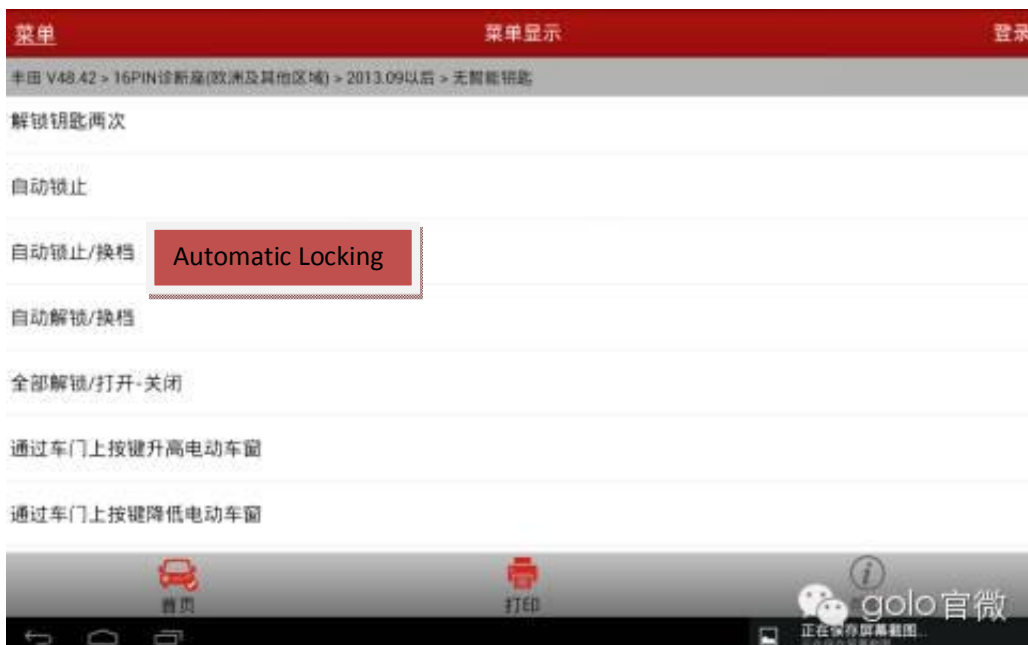 菜单
菜单显示
登录
丰田 V48.42 > 16PIN诊断座(欧洲及其他区域) > 2013.09以后 > 无智能钥匙
解锁钥匙两次
自动锁止
自动锁止/换档
Automatic Locking
自动解锁/换档
全部解锁/打开-关闭
通过车门上按键升高电动车窗
通过车门上按键降低电动车窗
首页
打印
golo官微
正在保存屏幕截图...